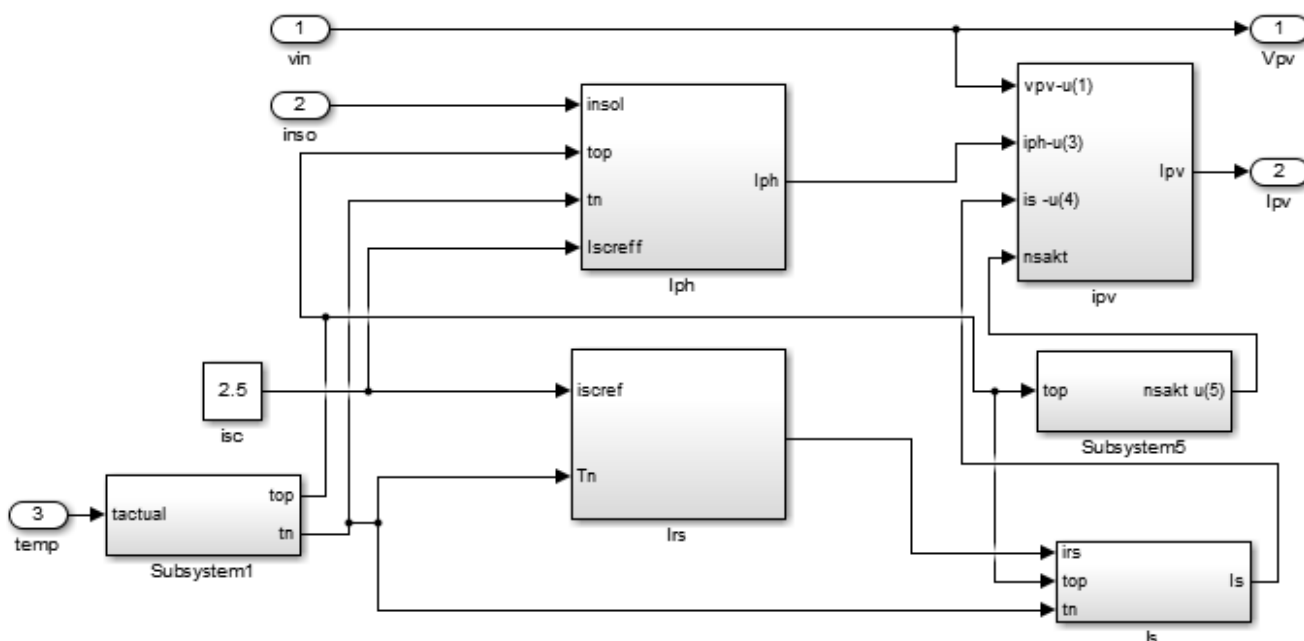 1
vin
1
Vpv
2
inso
insol
top
tn
Iscreff
Iph
Iph
vpv-u(1)
iph-u(3)
is -u(4)
nsakt
Ipv
ipv
2
Ipv
2.5
isc
iscref
Tn
Irs
top
nsakt u(5)
Subsystem5
3
temp
tactual
top
tn
Subsystem1
irs
top
tn
Is
Is